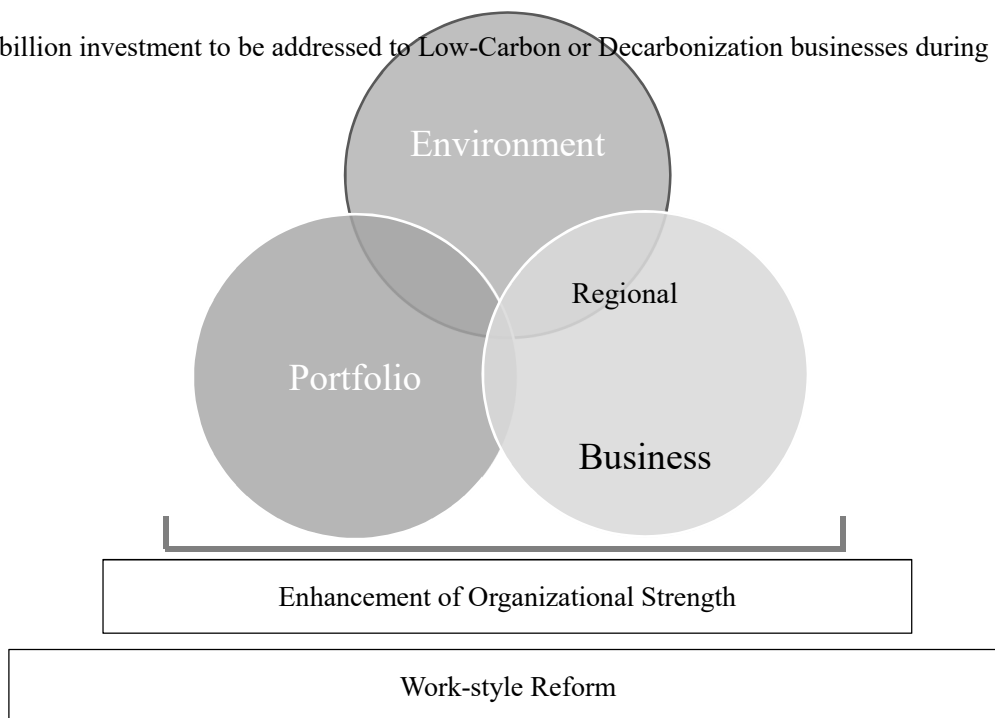 billion investment to be addressed to Low-Carbon or Decarbonization businesses during
Environment
Regional
Portfolio
Business
Enhancement of Organizational Strength
Work-style Reform